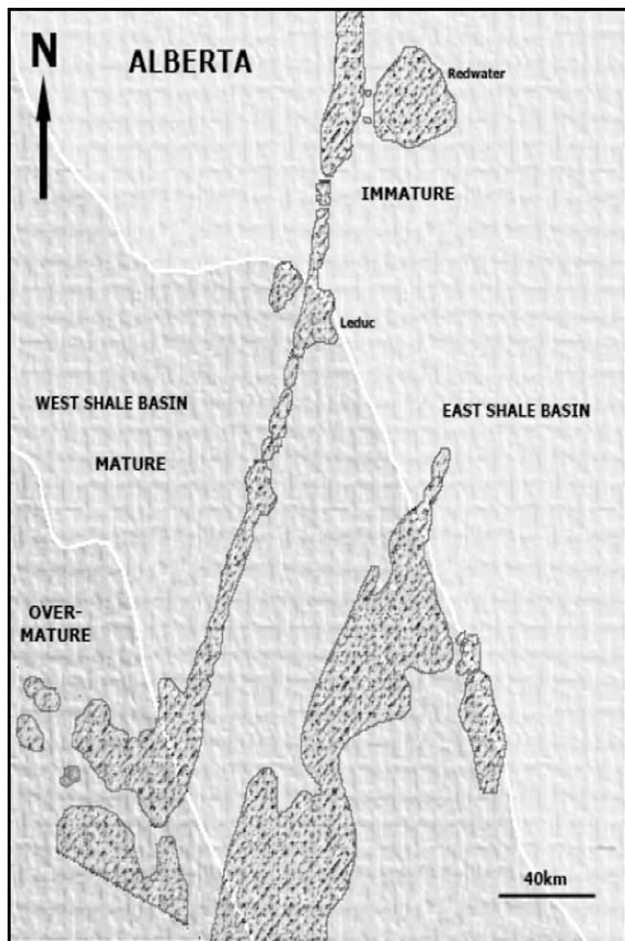 N
ALBERTA
Redwater
IMMATURE
Leduc
WEST SHALE BASIN
EAST SHALE BASIN
MATURE
OVER-
MATURE
40km